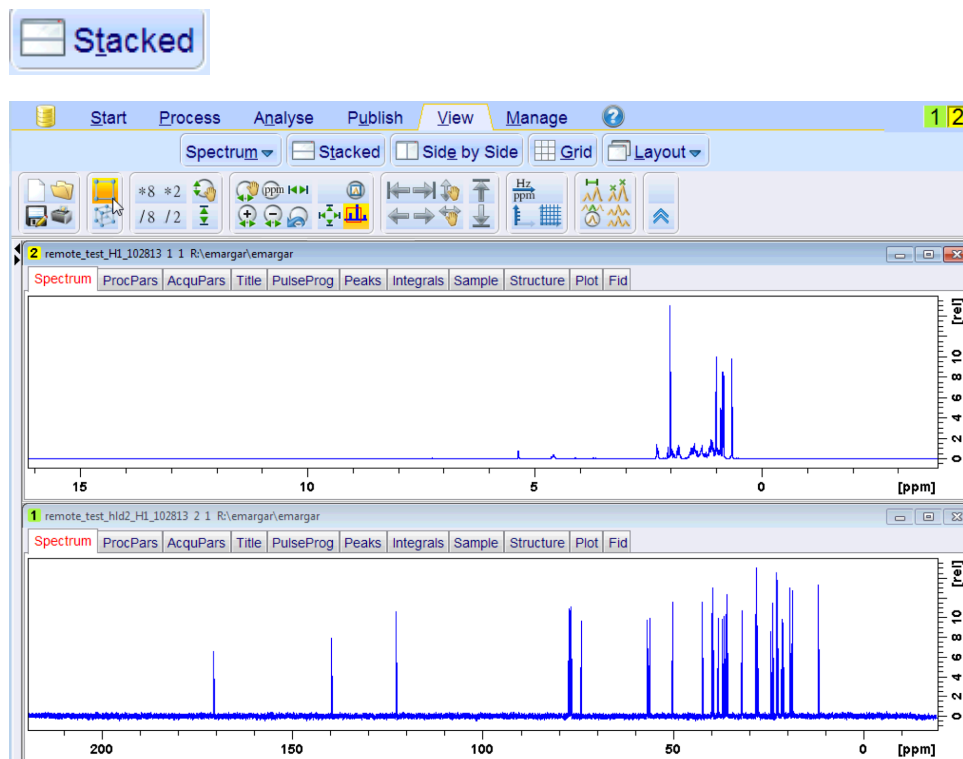 Stacked
Start Process Analyse Publish View Manage ? 1 2
Spectrum Stacked Side by Side Grid Layout
*8 *2 ppm Hz ppm
/8 /2
2 remote_test_H1_102813 1 1 R:\emargar\emargar
Spectrum ProcPars AcquPars Title PulseProg Peaks Integrals Sample Structure Plot Fid
[rel]
10
8
6
4
2
0
15 10 5 0 [ppm]
1 remote_test_hld2_H1_102813 2 1 R:\emargar\emargar
Spectrum ProcPars AcquPars Title PulseProg Peaks Integrals Sample Structure Plot Fid
[rel]
10
8
6
4
2
0
200 150 100 50 0 [ppm]